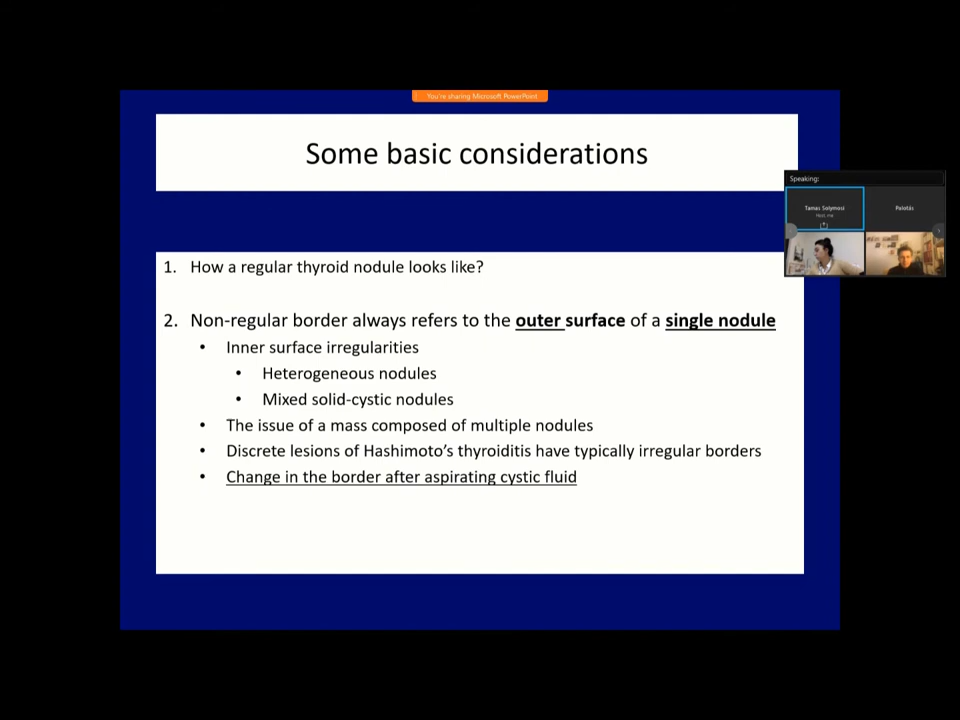 You're sharing Microsoft PowerPoint
Some basic considerations
Speaking:
Tamas Solymosi
Host, me
Palotás
1. How a regular thyroid nodule looks like?
2. Non-regular border always refers to the outer surface of a single nodule
• Inner surface irregularities
• Heterogeneous nodules
• Mixed solid-cystic nodules
• The issue of a mass composed of multiple nodules
• Discrete lesions of Hashimoto's thyroiditis have typically irregular borders
• Change in the border after aspirating cystic fluid